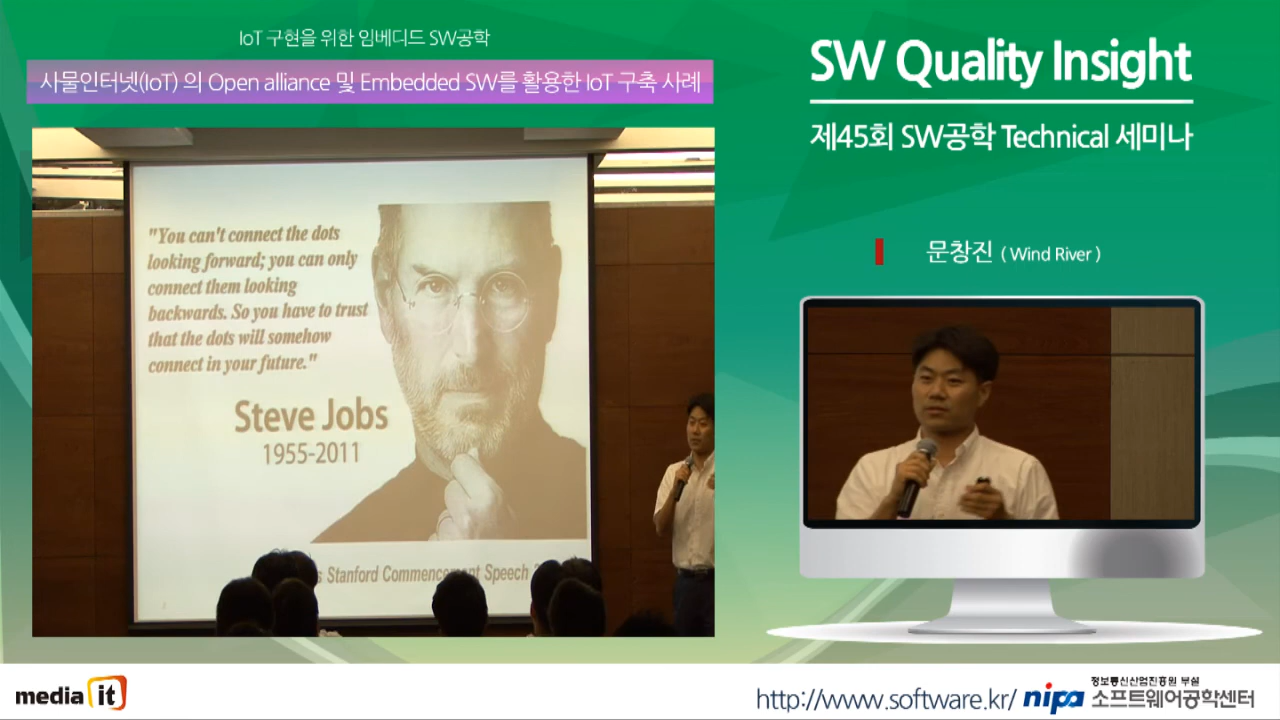 IoT 구현을 위한 임베디드 SW공학
사물인터넷(IoT) 의 Open alliance 및 Embedded SW를 활용한 IoT 구축 사례
SW Quality Insight
제45회 SW공학 Technical 세미나
문창진 ( Wind River )
"You can't connect the dots
looking forward; you can only
connect them looking
backwards. So you have to trust
that the dots will somehow
connect in your future."
Steve Jobs
1955-2011
Stanford Commencement Speech
media it
http://www.software.kr/
nipa
정보통신산업진흥원 부설
소프트웨어공학센터